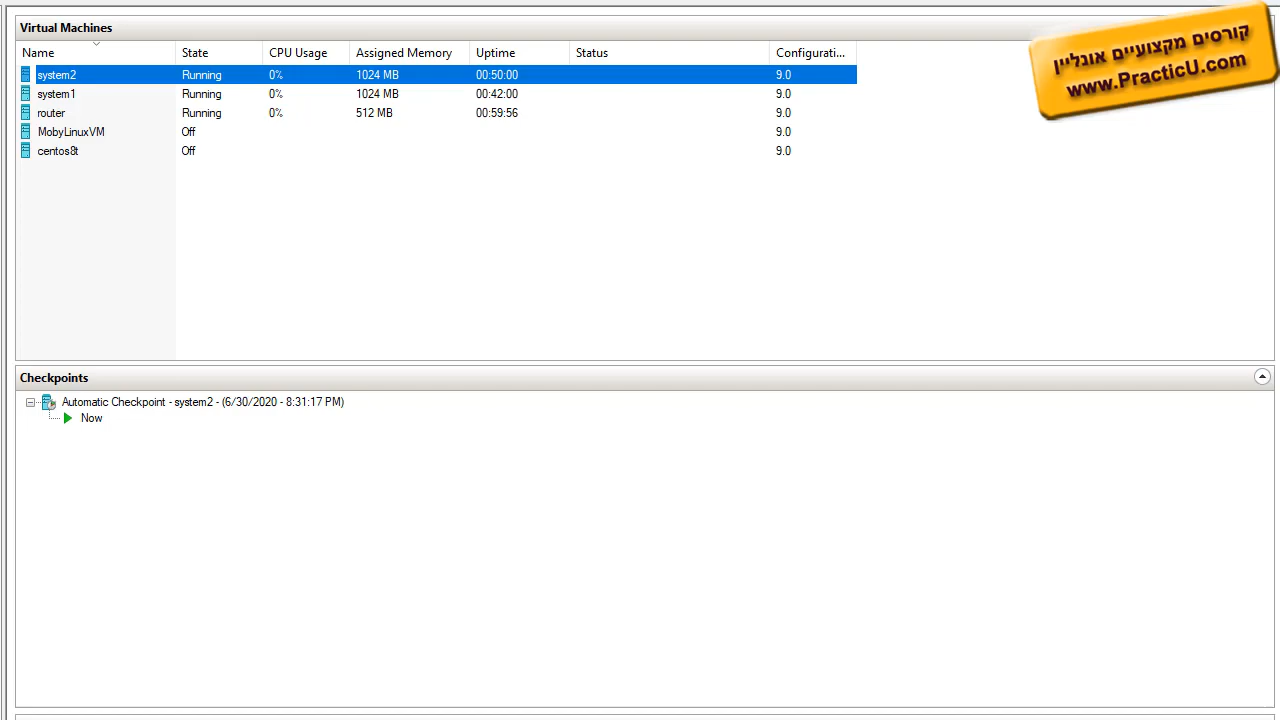 Virtual Machines
Name State CPU Usage Assigned Memory Uptime Status Configurati...
system2 Running 0% 1024 MB 00:50:00 9.0
system1 Running 0% 1024 MB 00:42:00 9.0
router Running 0% 512 MB 00:59:56 9.0
MobyLinuxVM Off 9.0
centos8t Off 9.0
קורסים מקצועיים אונליין
www.PracticU.com
Checkpoints
Automatic Checkpoint - system2 - (6/30/2020 - 8:31:17 PM)
Now